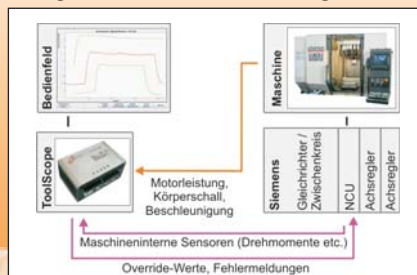 Bedienfeld
Maschine
ToolScope
Motorleistung,
Körperschall,
Beschleunigung
Siemens
Gleichrichter /
Zwischenkreis
NCU
Achsregler
Achsregler
Maschineninterne Sensoren (Drehmomente etc.)
Override-Werte, Fehlermeldungen